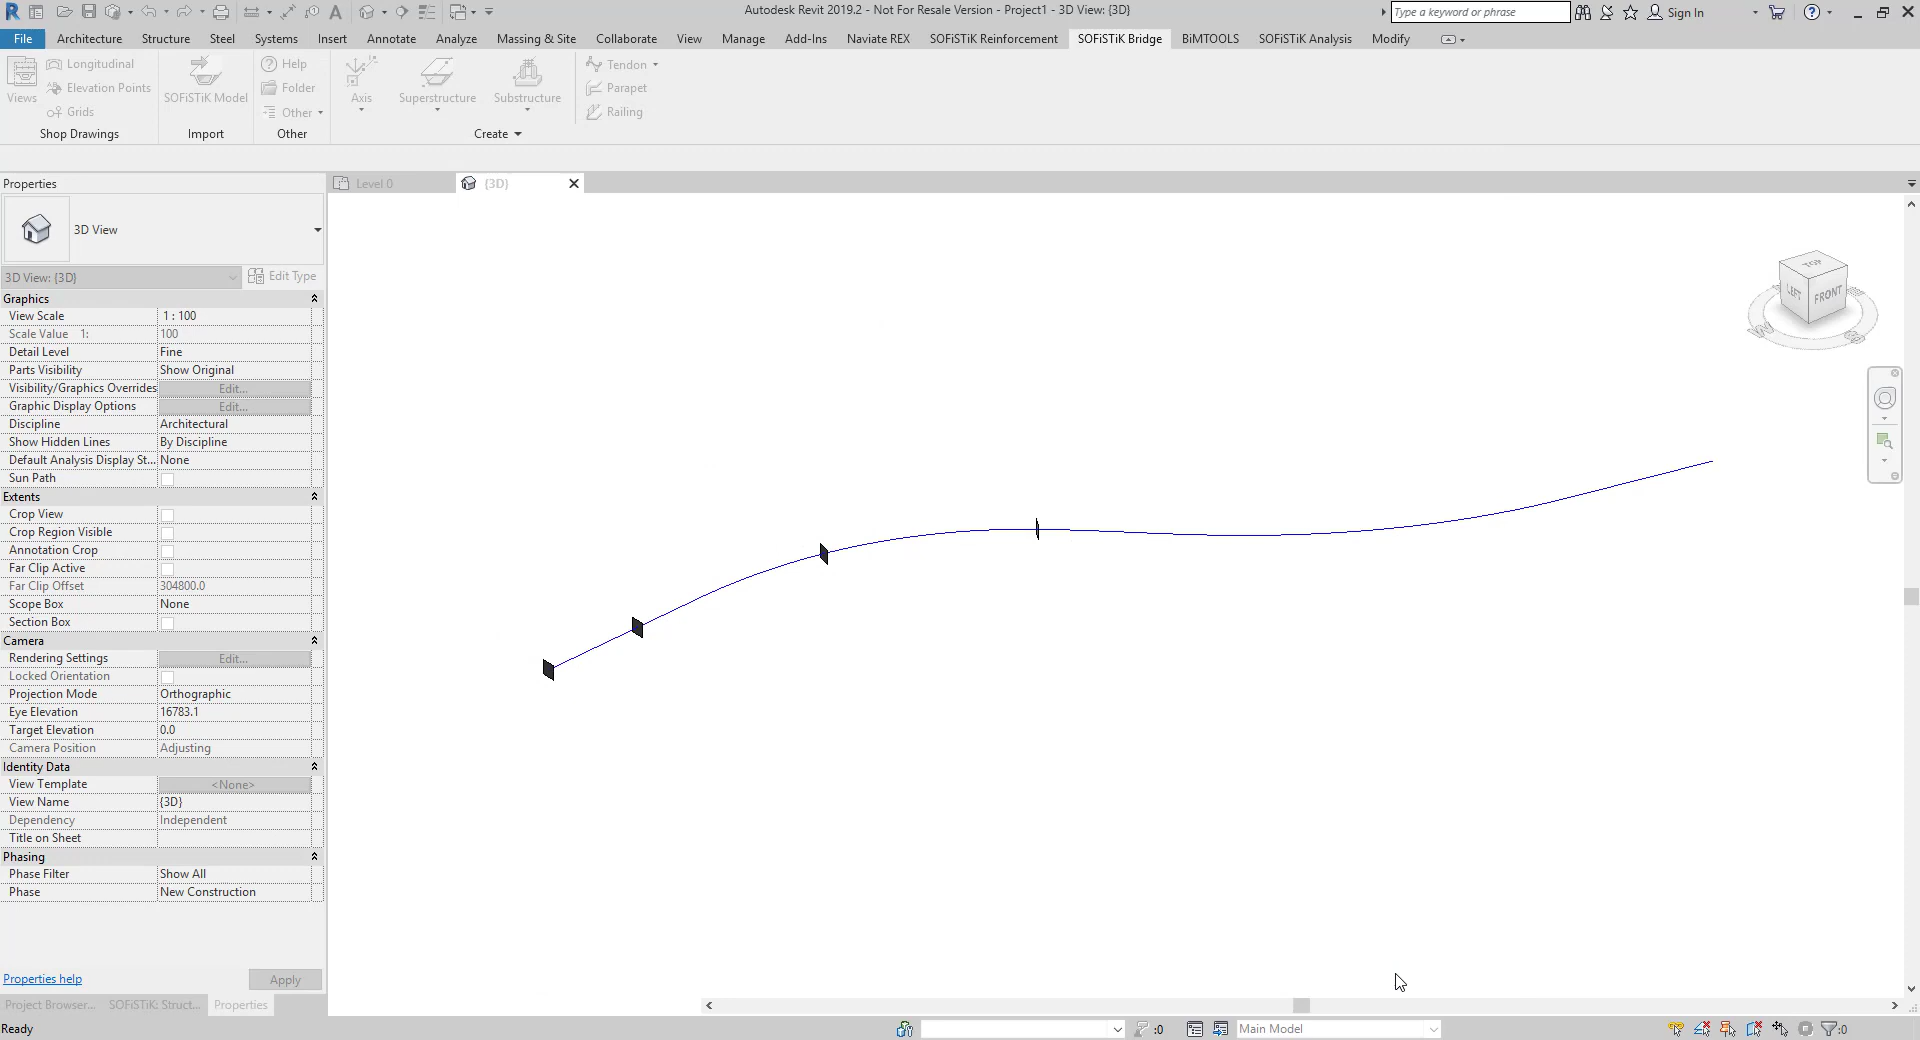 Autodesk Revit 2019.2 - Not For Resale Version - Project1 - 3D View: {3D}
Type a keyword or phrase
Sign In
File Architecture Structure Steel Systems Insert Annotate Analyze Massing & Site Collaborate View Manage Add-Ins Naviate REX SOFiSTiK Reinforcement SOFiSTiK Bridge BiMTOOLS SOFiSTiK Analysis Modify
Views
Longitudinal
Elevation Points
Grids
Shop Drawings
SOFiSTiK Model
Import
Help
Folder
Other
Other
Axis
Superstructure
Substructure
Tendon
Parapet
Railing
Create
Properties
Level 0
{3D}
3D View
3D View: {3D}
Edit Type
Graphics
View Scale 1 : 100
Scale Value 1: 100
Detail Level Fine
Parts Visibility Show Original
Visibility/Graphics Overrides Edit...
Graphic Display Options Edit...
Discipline Architectural
Show Hidden Lines By Discipline
Default Analysis Display St... None
Sun Path
Extents
Crop View
Crop Region Visible
Annotation Crop
Far Clip Active
Far Clip Offset 304800.0
Scope Box None
Section Box
Camera
Rendering Settings Edit...
Locked Orientation
Projection Mode Orthographic
Eye Elevation 16783.1
Target Elevation 0.0
Camera Position Adjusting
Identity Data
View Template <None>
View Name {3D}
Dependency Independent
Title on Sheet
Phasing
Phase Filter Show All
Phase New Construction
Properties help
Apply
Project Browser... SOFiSTiK: Struct... Properties
TOP
LEFT
FRONT
W
Ready
:0
Main Model
:0